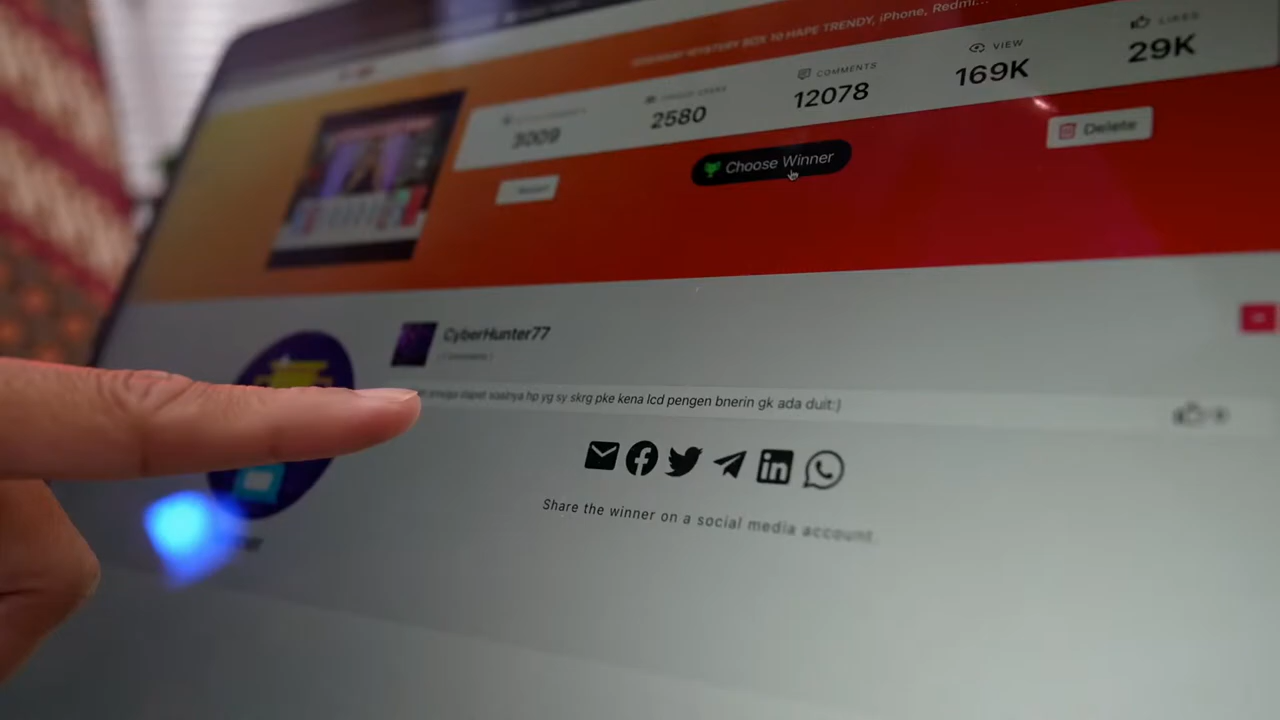 MYSTERY BOX 10 HAPE TRENDY, iPhone, Redmi...
3009
2580
COMMENTS
12078
VIEW
169K
LIKES
29K
Choose Winner
Delete
CyberHunter77
dapet soalnya hp yg sy skrg pke kena lcd pengen bnerin gk ada duit:)
Share the winner on a social media account.